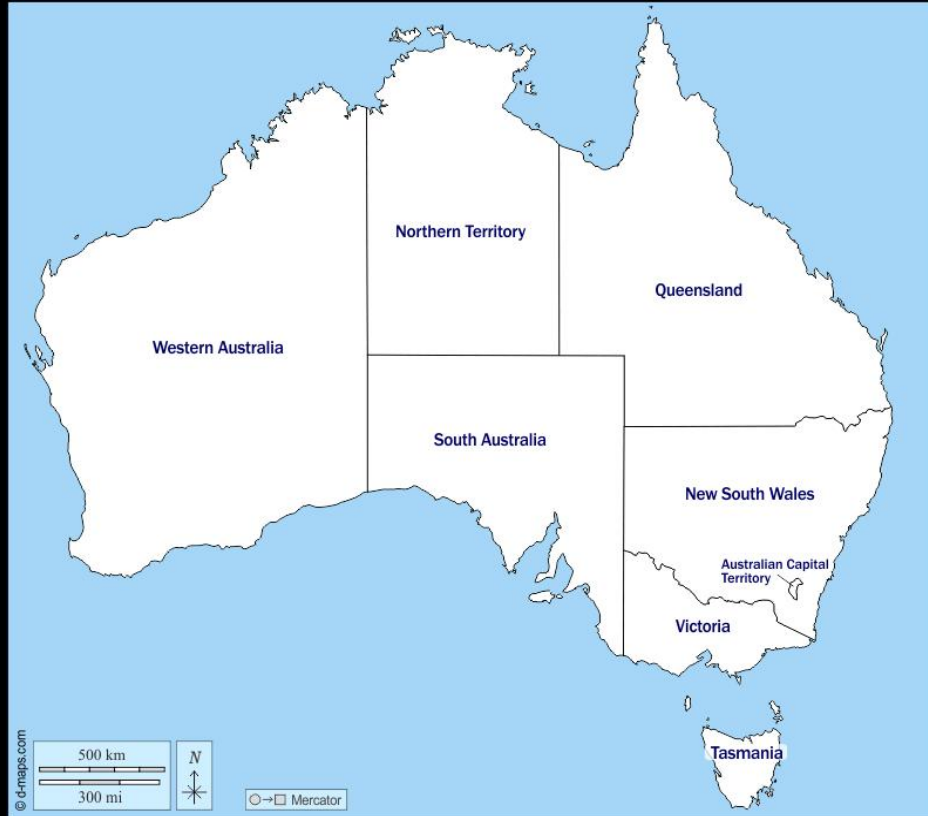 Northern Territory
Queensland
Western Australia
South Australia
New South Wales
Australian Capital
Territory
Victoria
Tasmania
© d-maps.com
500 km
300 mi
N
Mercator